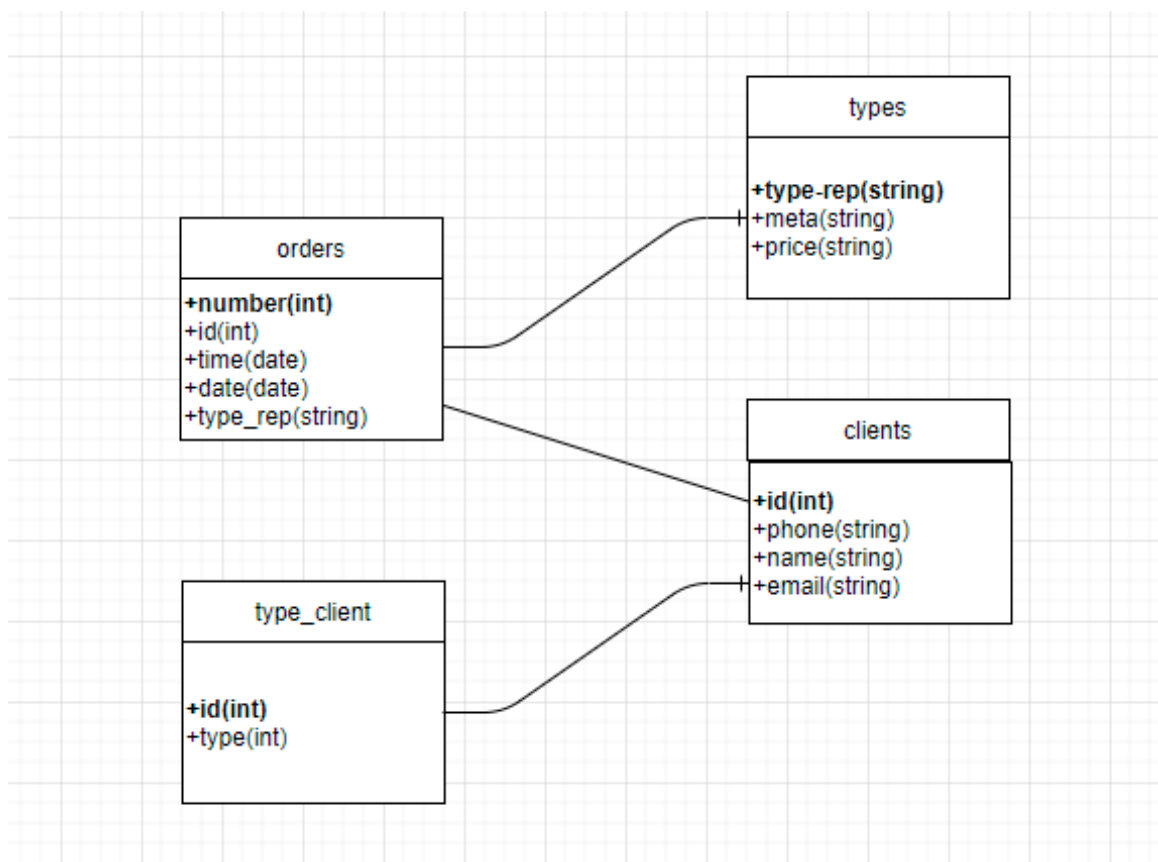 types
+type-rep(string)
+meta(string)
+price(string)
orders
+number(int)
+id(int)
+time(date)
+date(date)
+type_rep(string)
clients
+id(int)
+phone(string)
+name(string)
+email(string)
type_client
+id(int)
+type(int)